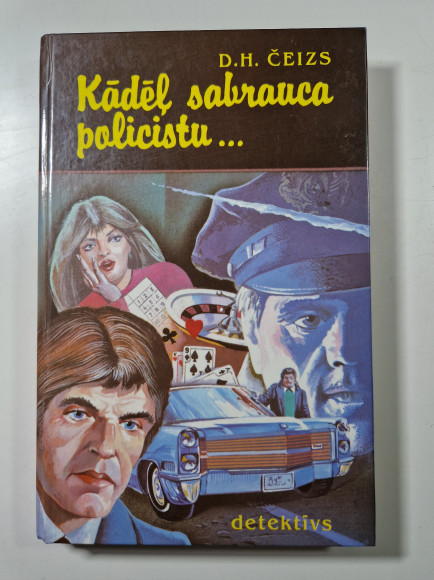 D.H. ČEIZS
Kādēļ sabrauca
policistu...
detektīvs